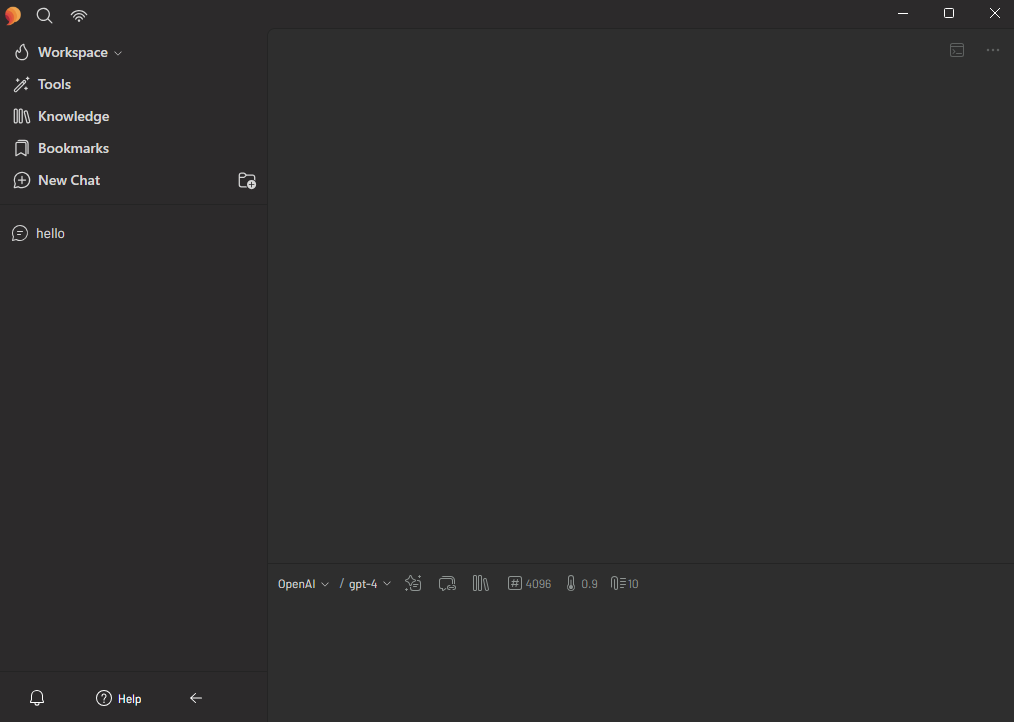 Workspace
Tools
Knowledge
Bookmarks
New Chat
hello
OpenAI / gpt-4 # 4096 0.9 10
Help